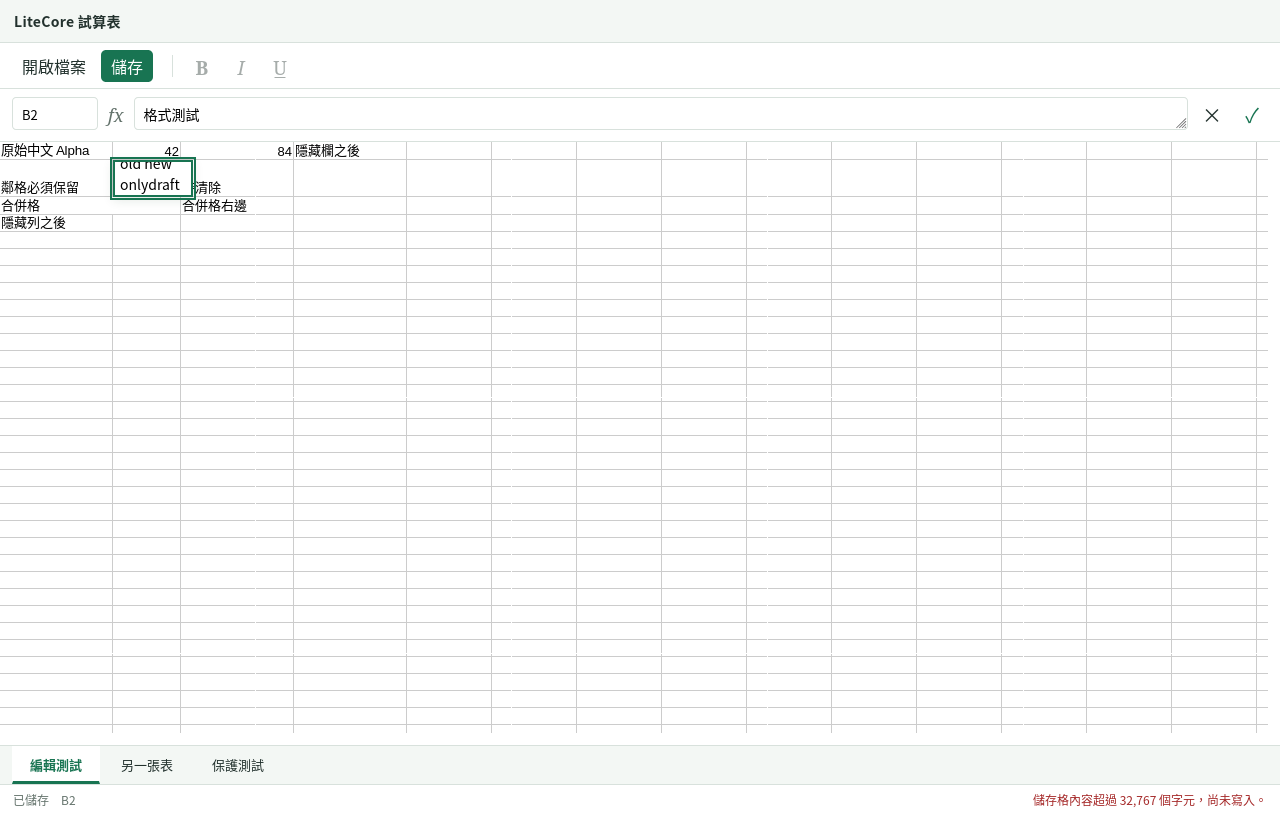 LiteCore 試算表
開啟檔案 儲存 B I U
B2 fx 格式測試
原始中文 Alpha 42 84 隱藏欄之後
old new
onlydraft
鄰格必須保留 清除
合併格 合併格右邊
隱藏列之後
編輯測試 另一張表 保護測試
已儲存 B2 儲存格內容超過 32,767 個字元，尚未寫入。